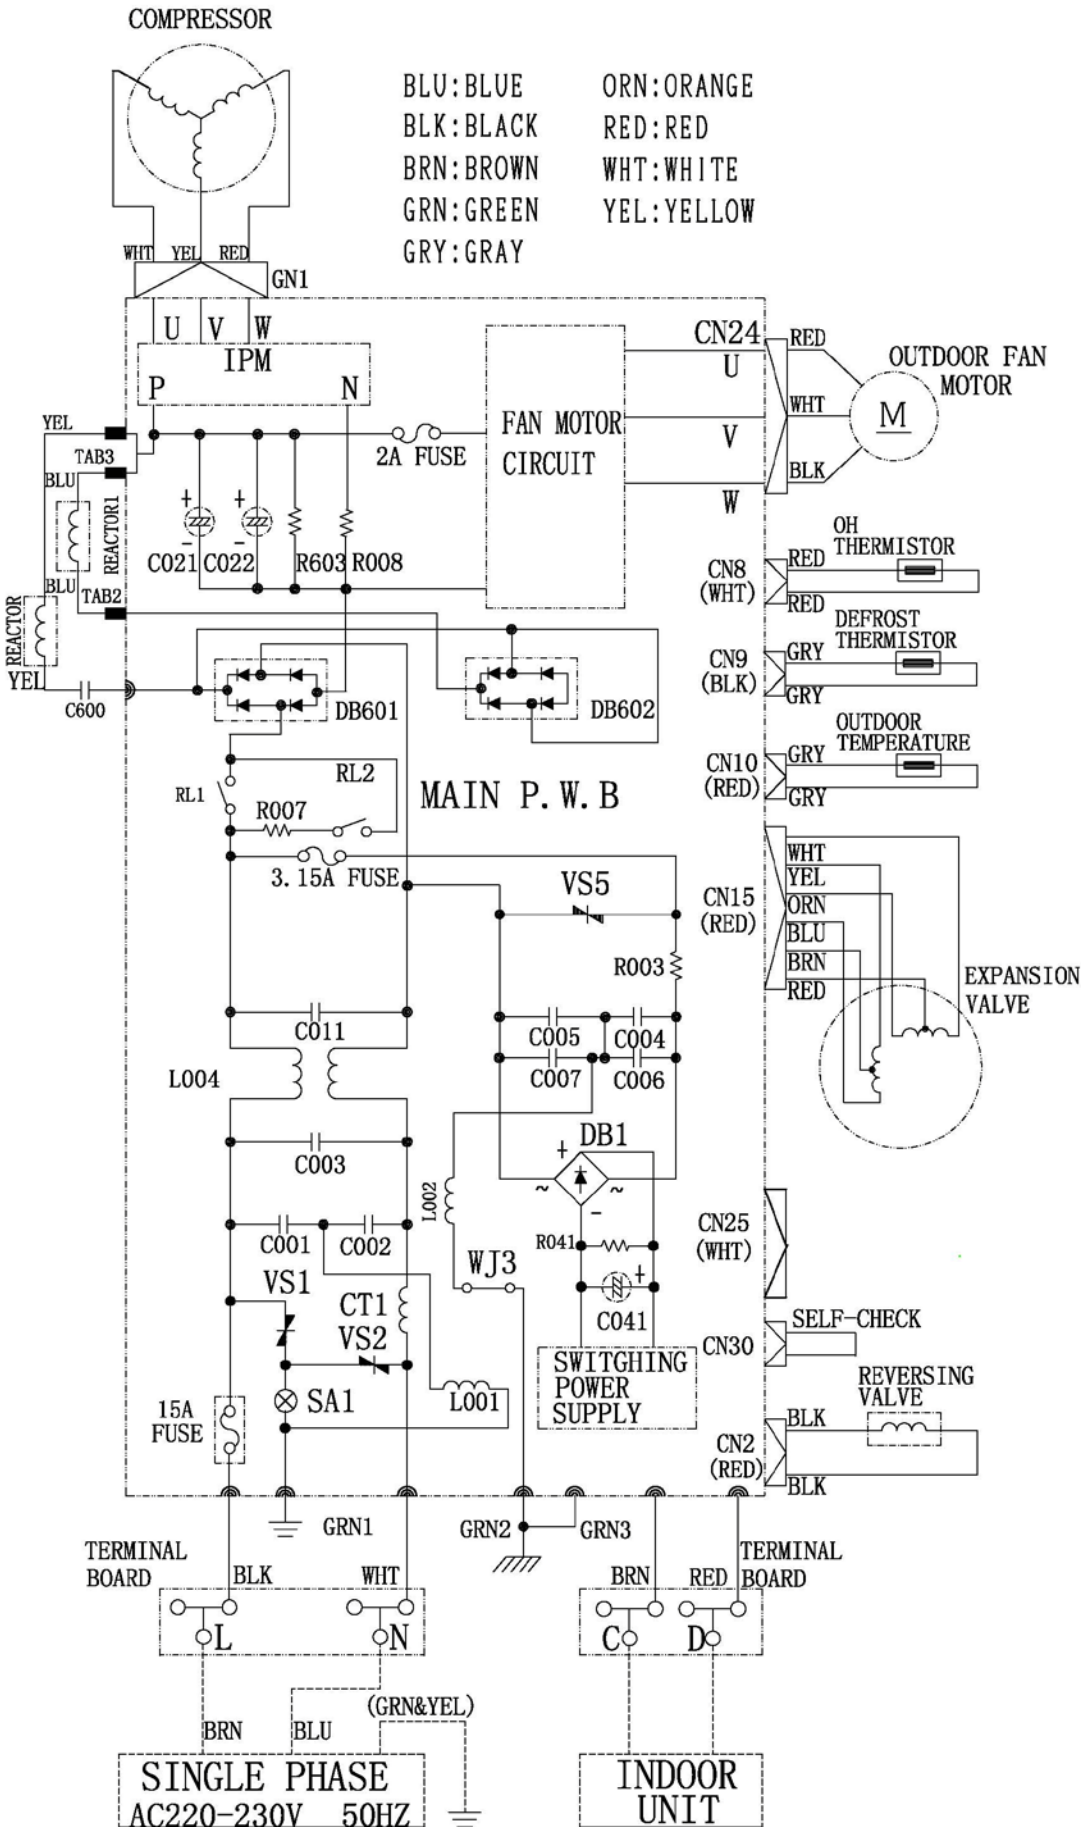 COMPRESSOR
BLU:BLUE ORN:ORANGE
BLK:BLACK RED:RED
BRN:BROWN WHT:WHITE
GRN:GREEN YEL:YELLOW
GRY:GRAY
WHT YEL RED
GN1
U V W
IPM
P N
CN24
U
RED
OUTDOOR FAN
MOTOR
WHT
M
V
BLK
W
FAN MOTOR
CIRCUIT
2A FUSE
YEL
TAB3
BLU
REACTOR1
BLU
TAB2
REACTOR
YEL
C600
+ +
- -
C021 C022 R603 R008
OH
THERMISTOR
CN8
(WHT)
RED
RED
DEFROST
THERMISTOR
CN9
(BLK)
GRY
GRY
OUTDOOR
TEMPERATURE
CN10
(RED)
GRY
GRY
DB601
DB602
RL1
RL2
R007
MAIN P.W.B
3.15A FUSE
VS5
R003
CN15
(RED)
WHT
YEL
ORN
BLU
BRN
RED
EXPANSION
VALVE
C011
C005 C004
C007 C006
L004
C003
DB1
+
~ ~
-
L002
R041
+
C041
C001 C002
WJ3
VS1
CT1
VS2
SA1
L001
15A
FUSE
SWITGHING
POWER
SUPPLY
CN25
(WHT)
CN30
SELF-CHECK
REVERSING
VALVE
CN2
(RED)
BLK
BLK
GRN1
GRN2
GRN3
TERMINAL
BOARD
BLK
WHT
BRN
RED
TERMINAL
BOARD
L N
C D
BRN
BLU
(GRN&YEL)
SINGLE PHASE
AC220-230V 50HZ
INDOOR
UNIT